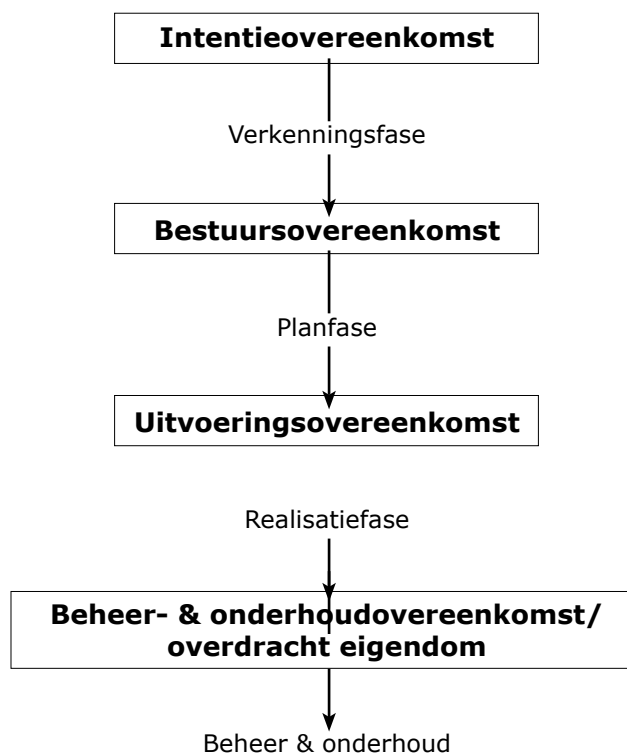 Intentieovereenkomst
Verkenningsfase
Bestuursovereenkomst
Planfase
Uitvoeringsovereenkomst
Realisatiefase
Beheer- & onderhoudovereenkomst/
overdracht eigendom
Beheer & onderhoud